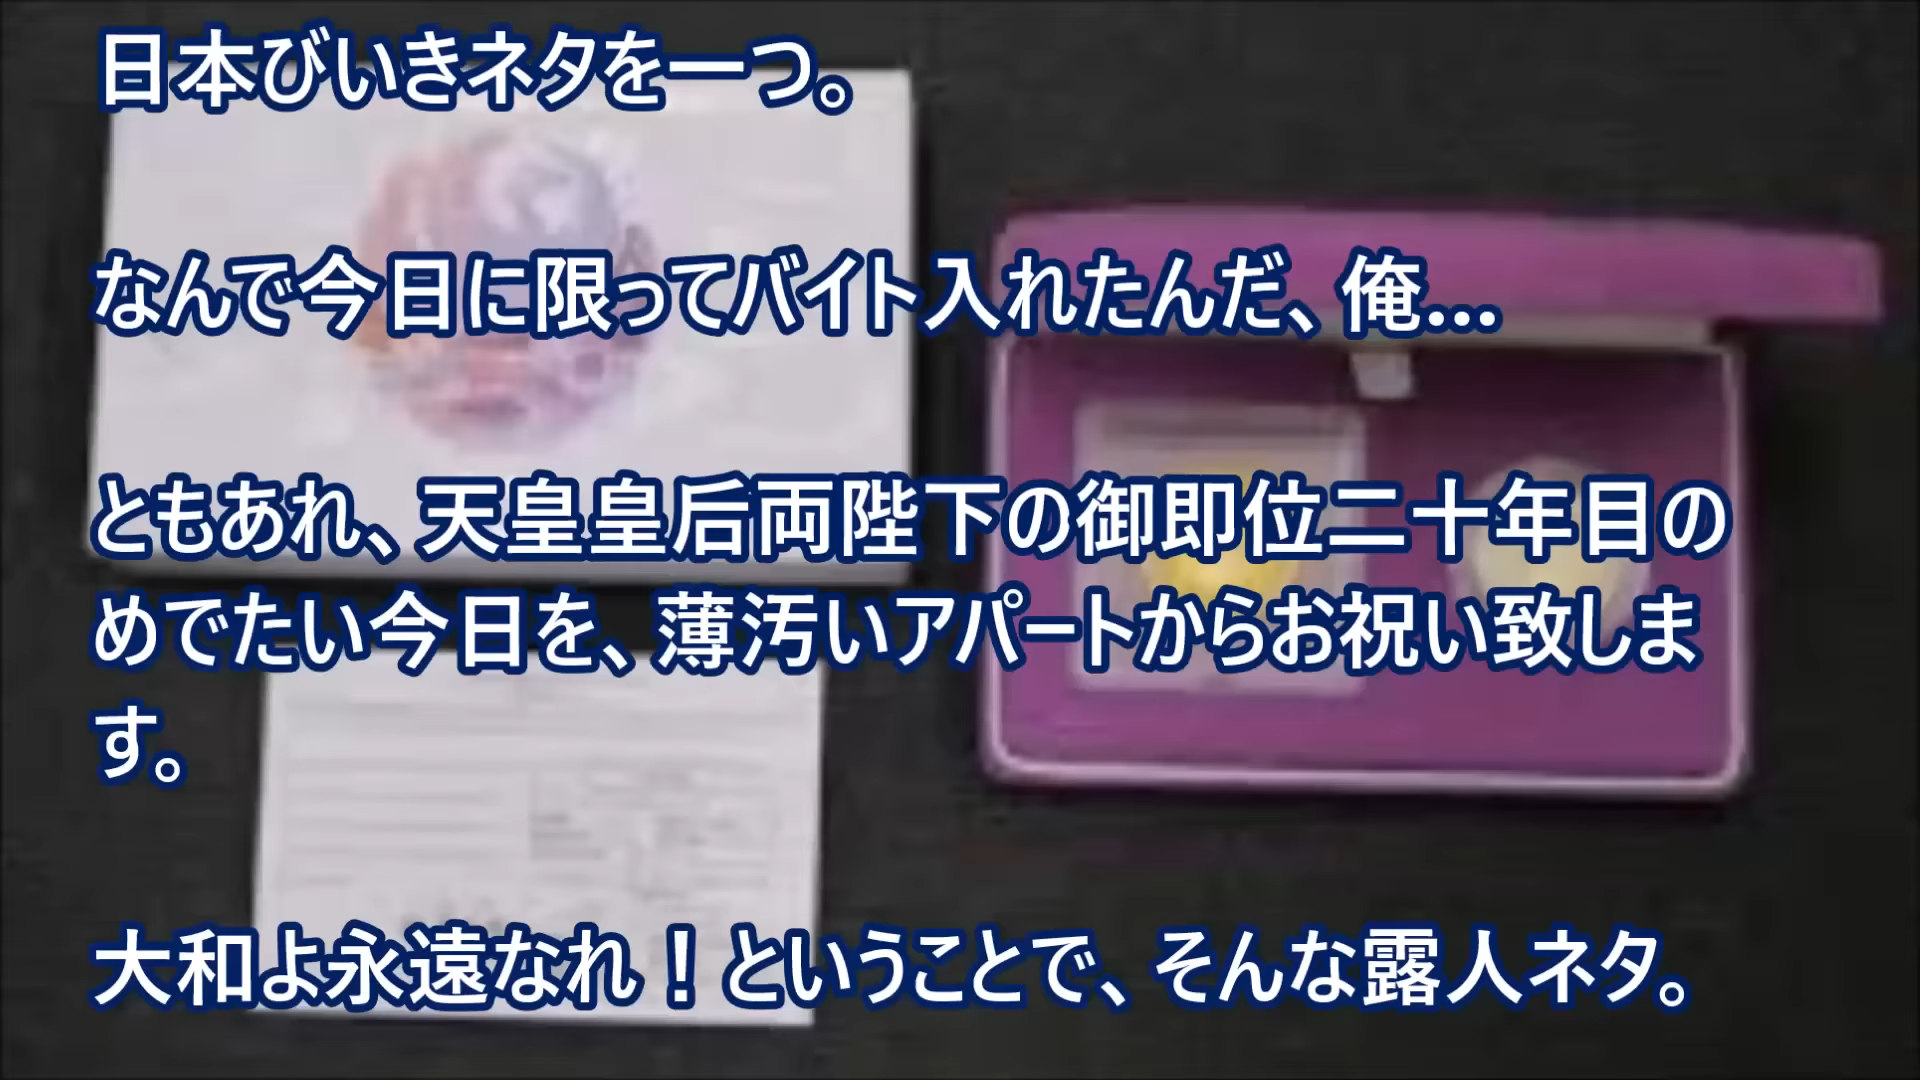 日本びいきネタを一つ。
なんで今日に限ってバイト入れたんだ、俺…
ともあれ、天皇皇后両陛下の御即位二十年目の
めでたい今日を、薄汚いアパートからお祝い致しま
す。
大和よ永遠なれ！ということで、そんな露人ネタ。